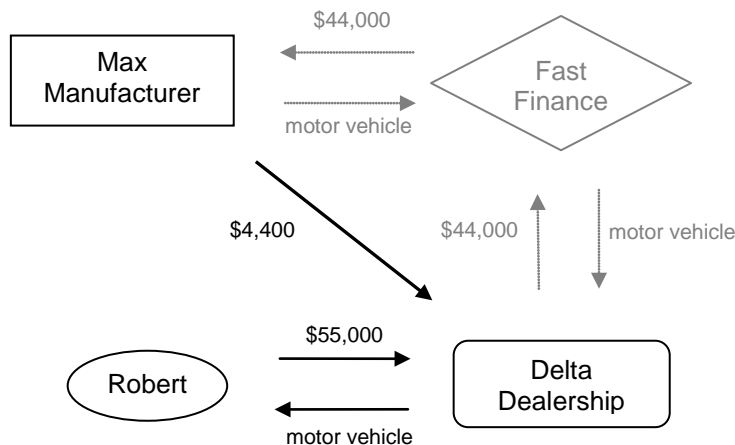 $44,000
Max
Manufacturer
Fast
Finance
motor vehicle
$4,400
$44,000
motor vehicle
$55,000
Robert
Delta
Dealership
motor vehicle